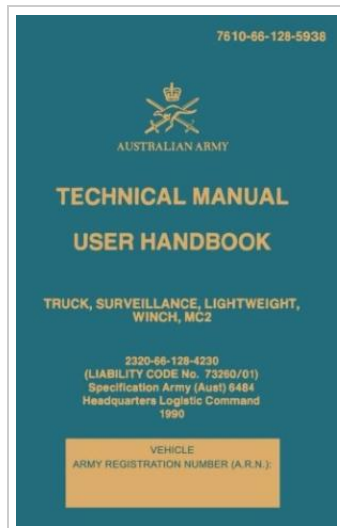 7610-66-128-5938
AUSTRALIAN ARMY
TECHNICAL MANUAL
USER HANDBOOK
TRUCK, SURVEILLANCE, LIGHTWEIGHT,
WINCH, MC2
2320-66-128-4230
(LIABILITY CODE No. 73260/01)
Specification Army (Aust) 6484
Headquarters Logistic Command
1990
VEHICLE
ARMY REGISTRATION NUMBER (A.R.N.):